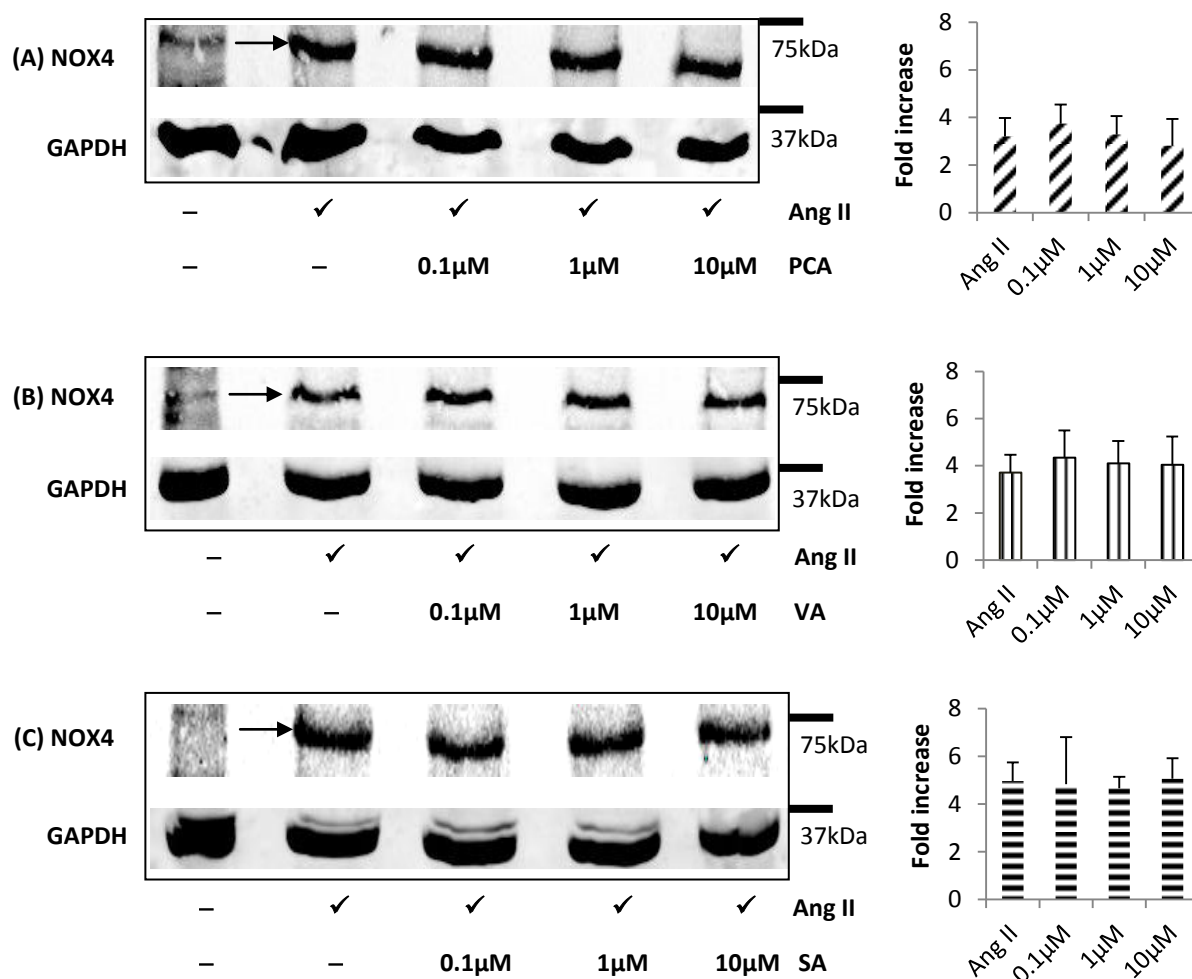 (A) NOX4
75kDa
GAPDH
37kDa
– ✓ ✓ ✓ ✓ Ang II
– – 0.1µM 1µM 10µM PCA
Fold increase
8
6
4
2
0
Ang II 0.1µM 1µM 10µM
(B) NOX4
75kDa
GAPDH
37kDa
– ✓ ✓ ✓ ✓ Ang II
– – 0.1µM 1µM 10µM VA
Fold increase
8
6
4
2
0
Ang II 0.1µM 1µM 10µM
(C) NOX4
75kDa
GAPDH
37kDa
– ✓ ✓ ✓ ✓ Ang II
– – 0.1µM 1µM 10µM SA
Fold increase
8
6
4
2
0
Ang II 0.1µM 1µM 10µM